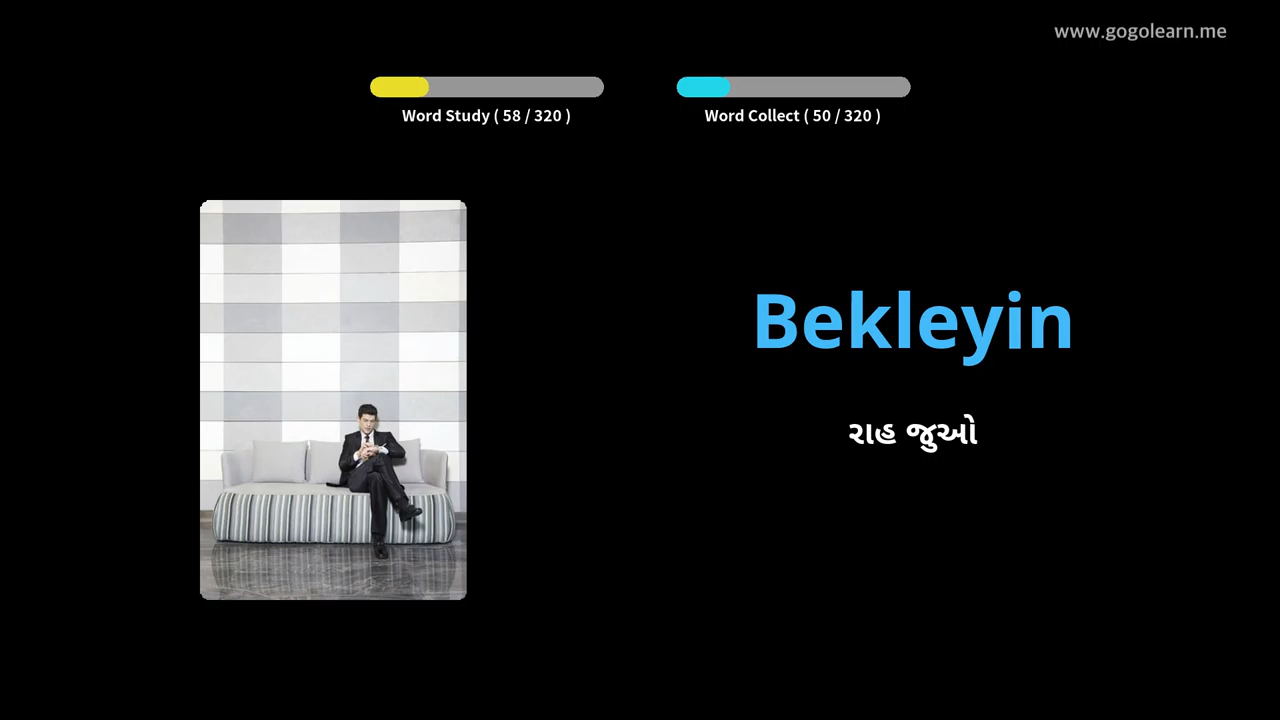 www.gogolearn.me
Word Study ( 58 / 320 )
Word Collect ( 50 / 320 )
Bekleyin
રાહ જુઓ